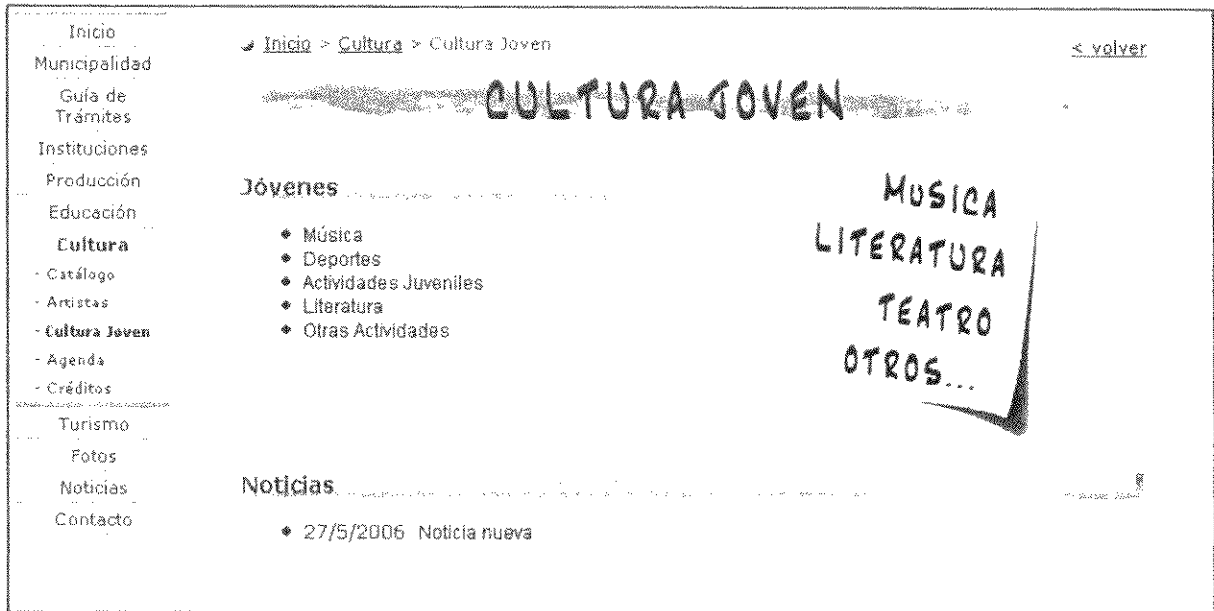 Inicio
Municipalidad
Guía de
Trámites
Instituciones
Producción
Educación
Cultura
- Catálogo
- Artistas
- Cultura Joven
- Agenda
- Créditos
Turismo
Fotos
Noticias
Contacto
Inicio > Cultura > Cultura Joven
< volver
CULTURA JOVEN
Jóvenes
• Música
• Deportes
• Actividades Juveniles
• Literatura
• Otras Actividades
MUSICA
LITERATURA
TEATRO
OTROS...
Noticias
• 27/5/2006 Noticia nueva